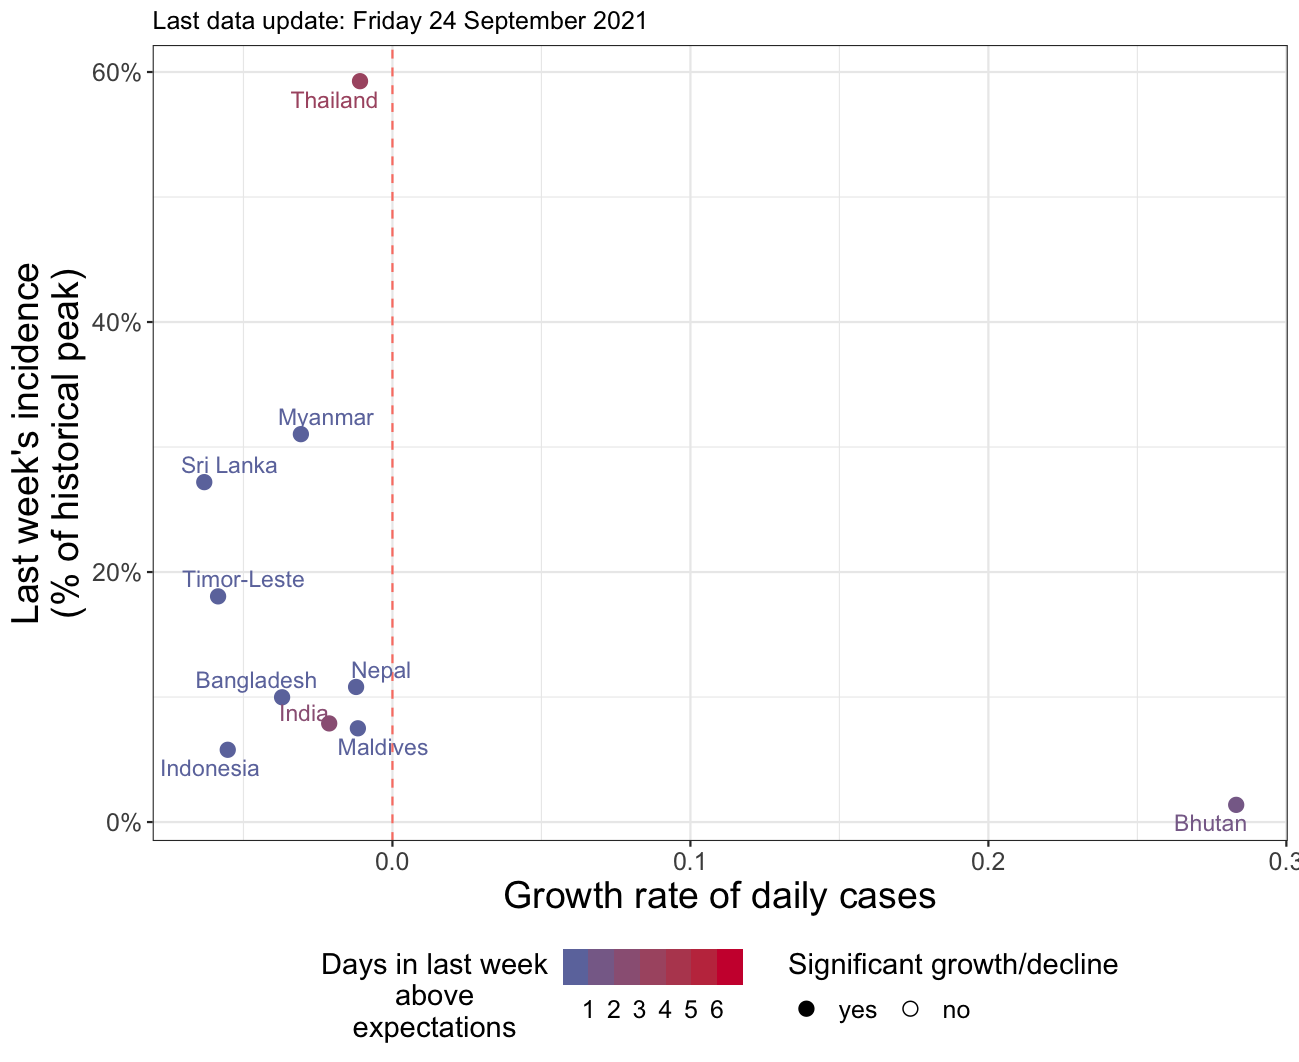 Last data update: Friday 24 September 2021
60%
Thailand
40%
Myanmar
Sri Lanka
20%
Timor-Leste
Nepal
Bangladesh
India
Maldives
Indonesia
0%
Bhutan
Last week's incidence
(% of historical peak)
0.0 0.1 0.2 0.3
Growth rate of daily cases
Days in last week
above
expectations
1 2 3 4 5 6
Significant growth/decline
yes no